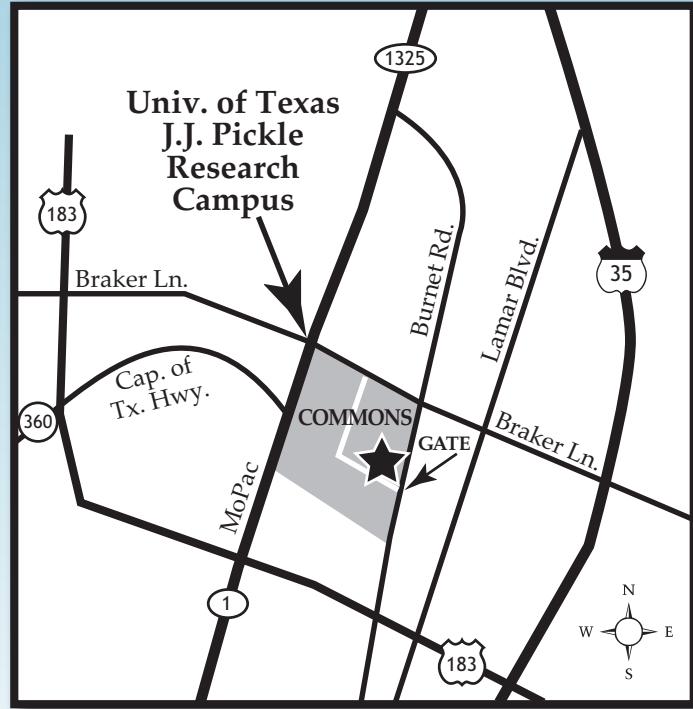 1325
Univ. of Texas
J.J. Pickle
Research
Campus
183
Braker Ln.
Burnet Rd.
Lamar Blvd.
35
Cap. of
Tx. Hwy.
360
COMMONS
GATE
Braker Ln.
MoPac
1
183
N
W
E
S